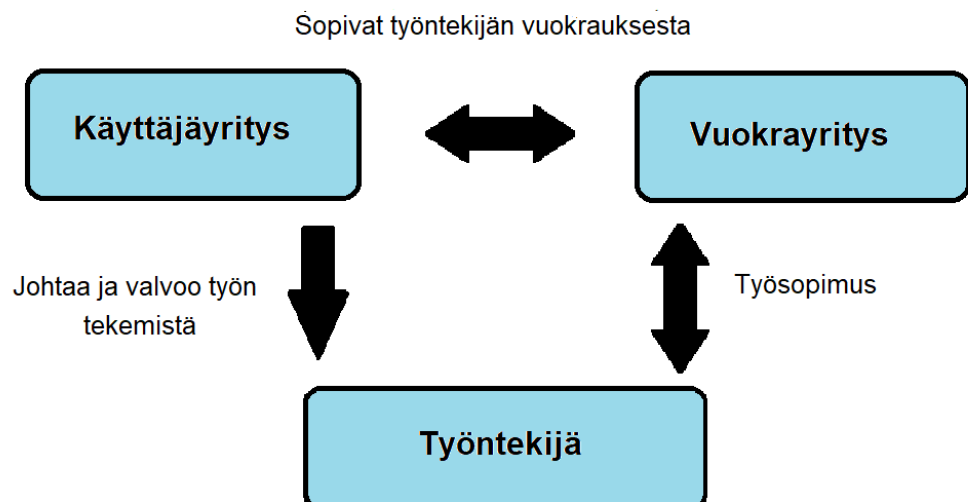 Sopivat työntekijän vuokrauksesta
Käyttäjäyritys
Vuokrayritys
Johtaa ja valvoo työn
tekemistä
Työsopimus
Työntekijä